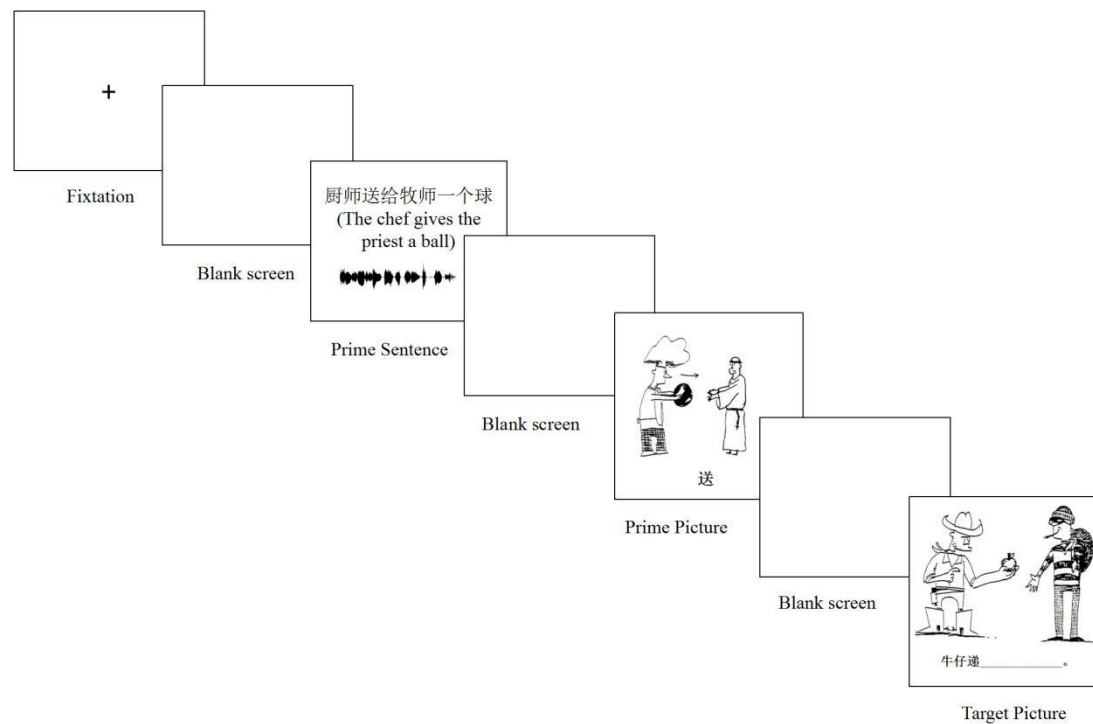 +
Fixtation
Blank screen
厨师送给牧师一个球
(The chef gives the
priest a ball)
Prime Sentence
Blank screen
送
Prime Picture
Blank screen
牛仔递____________。
Target Picture